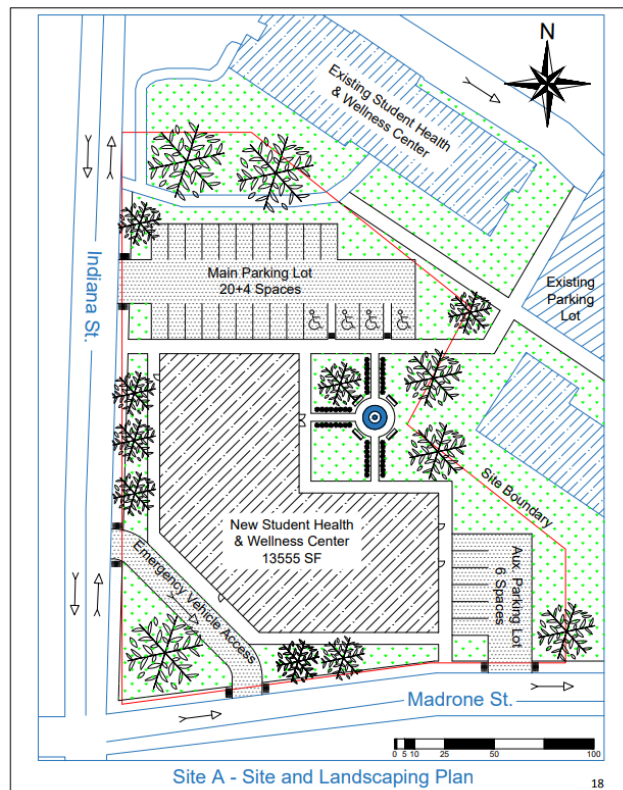 N
Existing Student Health
& Wellness Center
Indiana St.
Main Parking Lot
20+4 Spaces
Existing
Parking
Lot
Site Boundary
New Student Health
& Wellness Center
13555 SF
Emergency Vehicle Access
Aux. Parking Lot
6 Spaces
Madrone St.
0 5 10 25 50 100
Site A - Site and Landscaping Plan
18